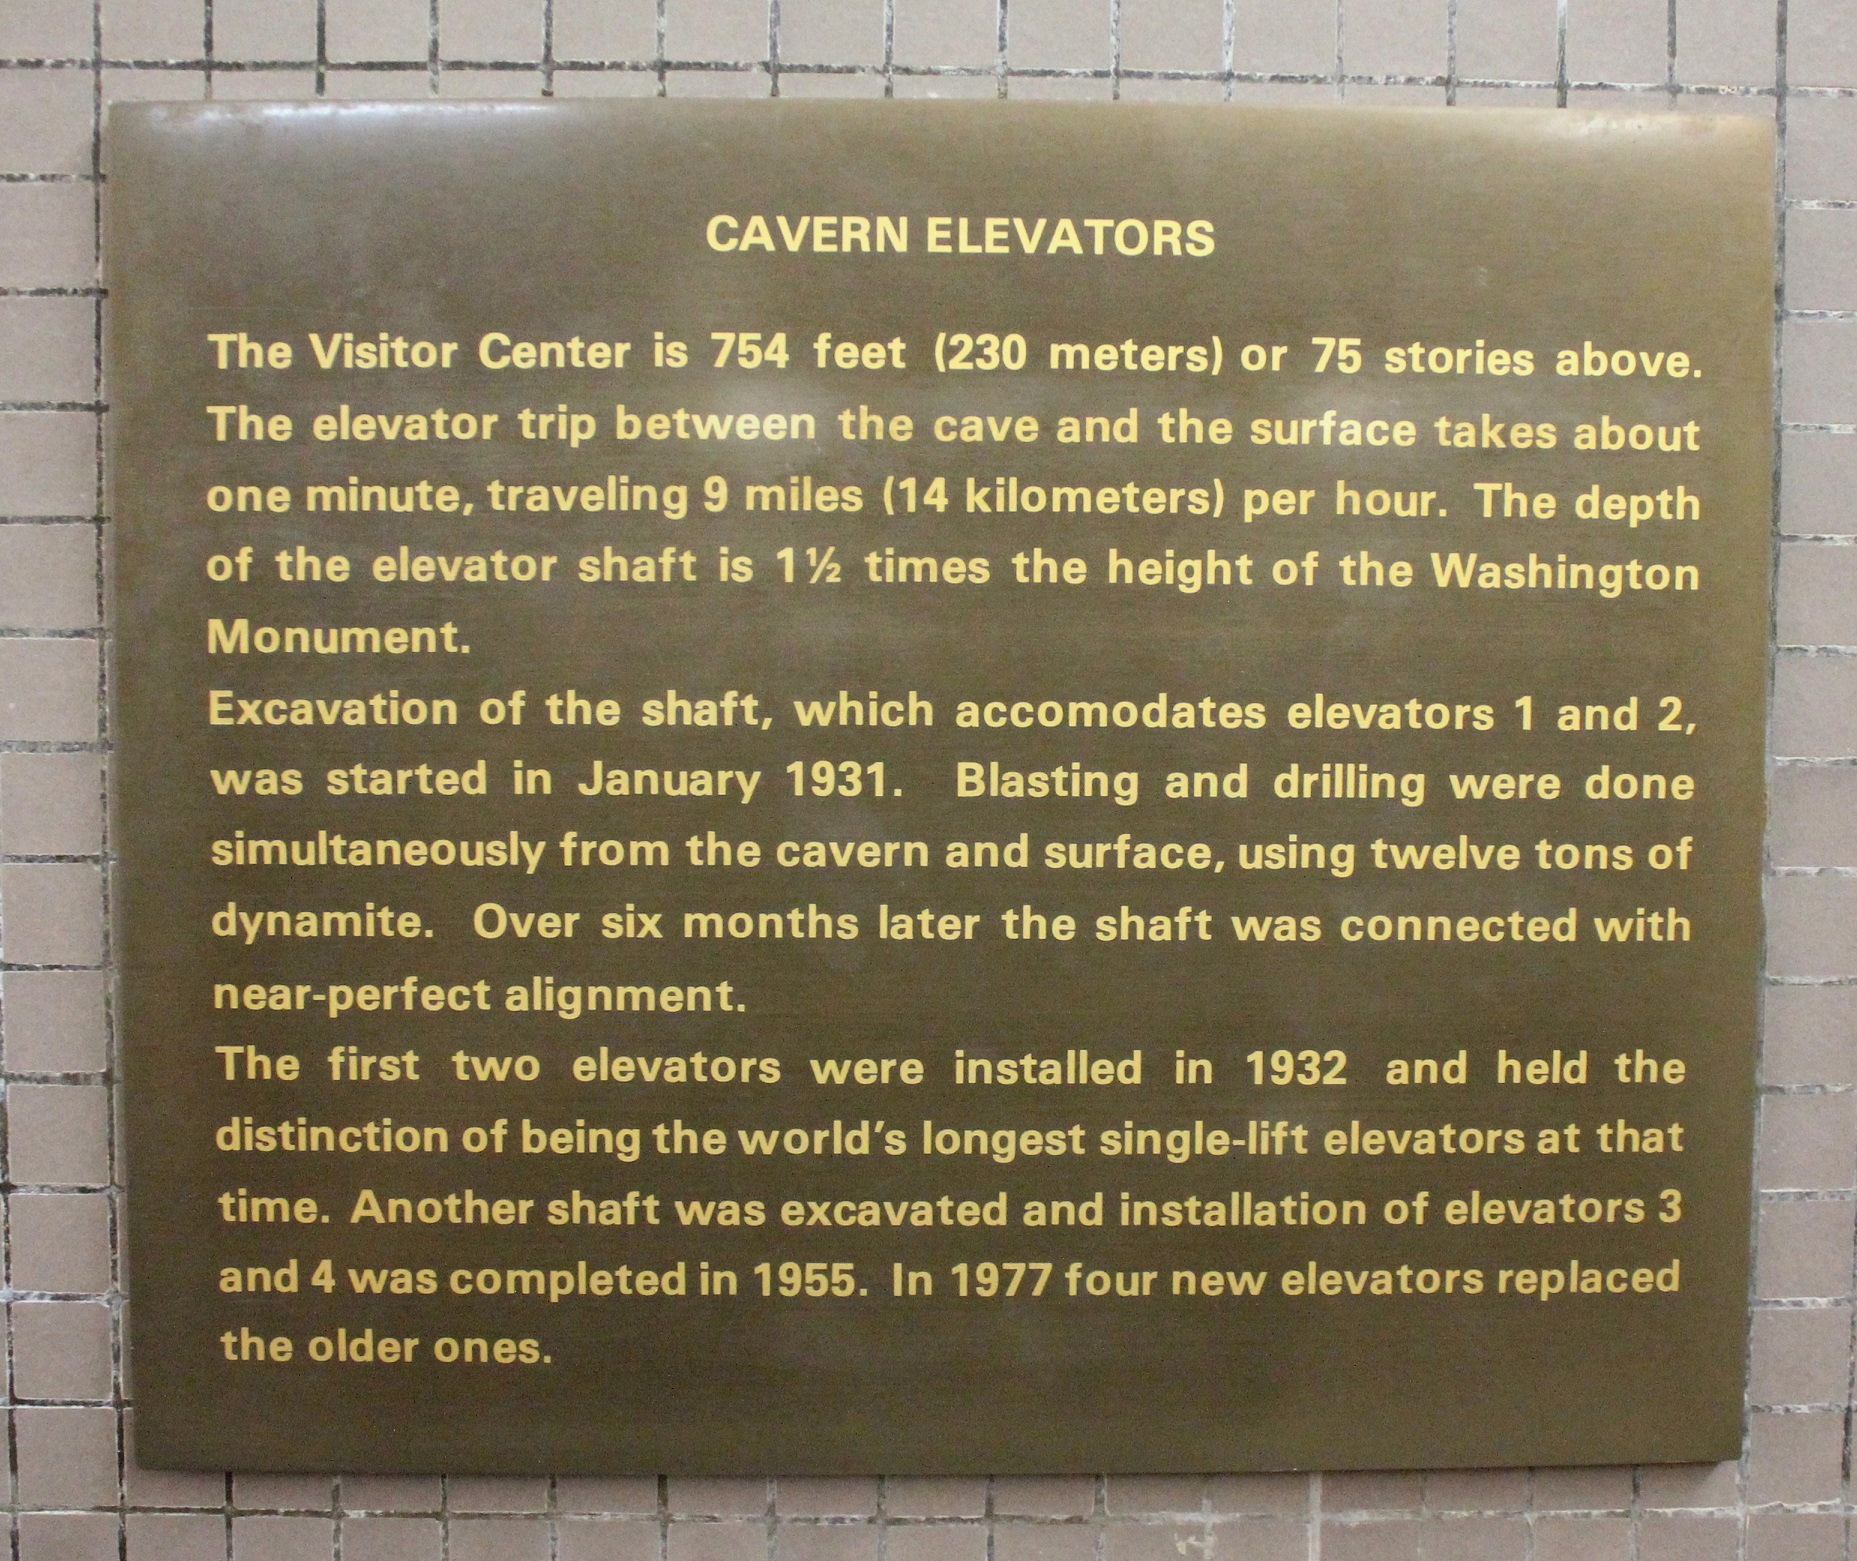 CAVERN ELEVATORS
The Visitor Center is 754 feet (230 meters) or 75 stories above.
The elevator trip between the cave and the surface takes about
one minute, traveling 9 miles (14 kilometers) per hour. The depth
of the elevator shaft is 1½ times the height of the Washington
Monument.
Excavation of the shaft, which accomodates elevators 1 and 2,
was started in January 1931. Blasting and drilling were done
simultaneously from the cavern and surface, using twelve tons of
dynamite. Over six months later the shaft was connected with
near-perfect alignment.
The first two elevators were installed in 1932 and held the
distinction of being the world's longest single-lift elevators at that
time. Another shaft was excavated and installation of elevators 3
and 4 was completed in 1955. In 1977 four new elevators replaced
the older ones.